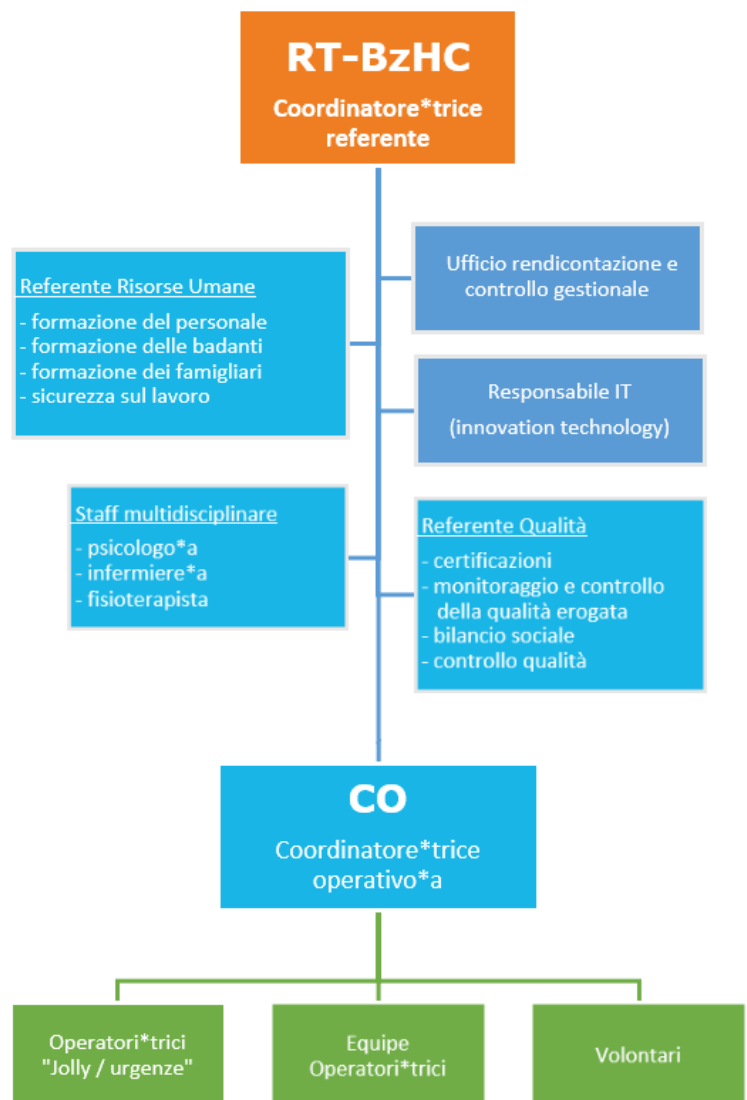 RT-BzHC
Coordinatore*trice
referente
Referente Risorse Umane
- formazione del personale
- formazione delle badanti
- formazione dei famigliari
- sicurezza sul lavoro
Ufficio rendicontazione e
controllo gestionale
Responsabile IT
(innovation technology)
Staff multidisciplinare
- psicologo*a
- infermiere*a
- fisioterapista
Referente Qualità
- certificazioni
- monitoraggio e controllo
della qualità erogata
- bilancio sociale
- controllo qualità
CO
Coordinatore*trice
operativo*a
Operatori*trici
"Jolly / urgenze"
Equipe
Operatori*trici
Volontari